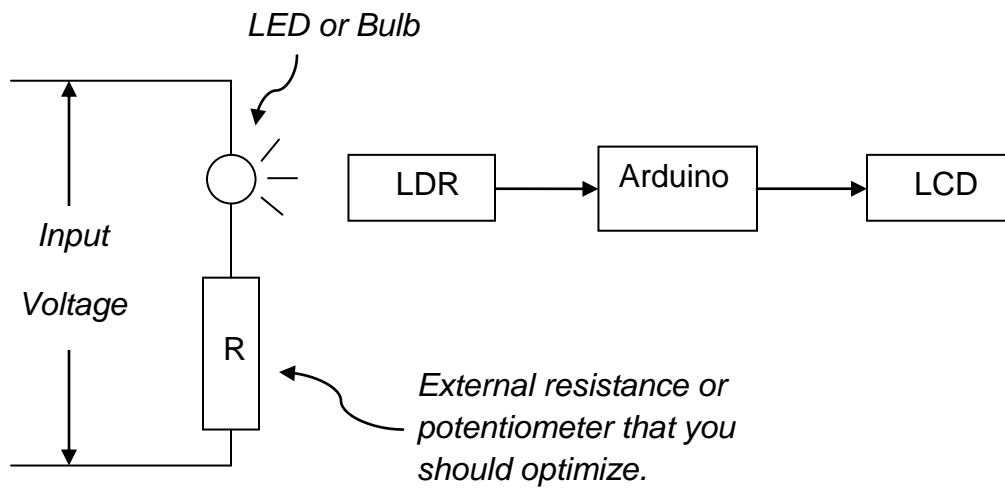 LED or Bulb
LDR
Arduino
LCD
Input
Voltage
R
External resistance or
potentiometer that you
should optimize.